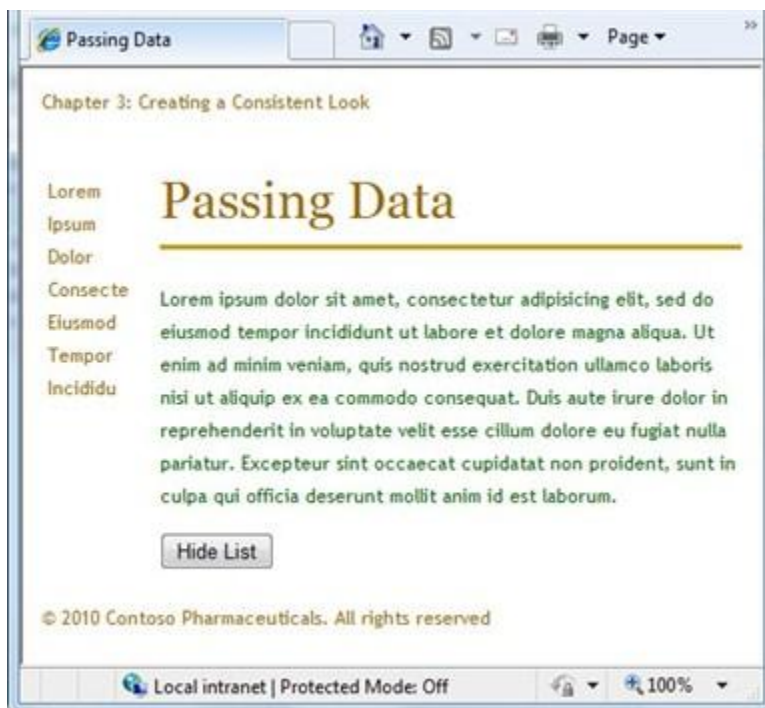 Passing Data
Page
»
Chapter 3: Creating a Consistent Look
Passing Data
Lorem
Ipsum
Dolor
Consecte
Eiusmod
Tempor
Incididu
Lorem ipsum dolor sit amet, consectetur adipisicing elit, sed do
eiusmod tempor incididunt ut labore et dolore magna aliqua. Ut
enim ad minim veniam, quis nostrud exercitation ullamco laboris
nisi ut aliquip ex ea commodo consequat. Duis aute irure dolor in
reprehenderit in voluptate velit esse cillum dolore eu fugiat nulla
pariatur. Excepteur sint occaecat cupidatat non proident, sunt in
culpa qui officia deserunt mollit anim id est laborum.
Hide List
© 2010 Contoso Pharmaceuticals. All rights reserved
Local intranet | Protected Mode: Off
100%